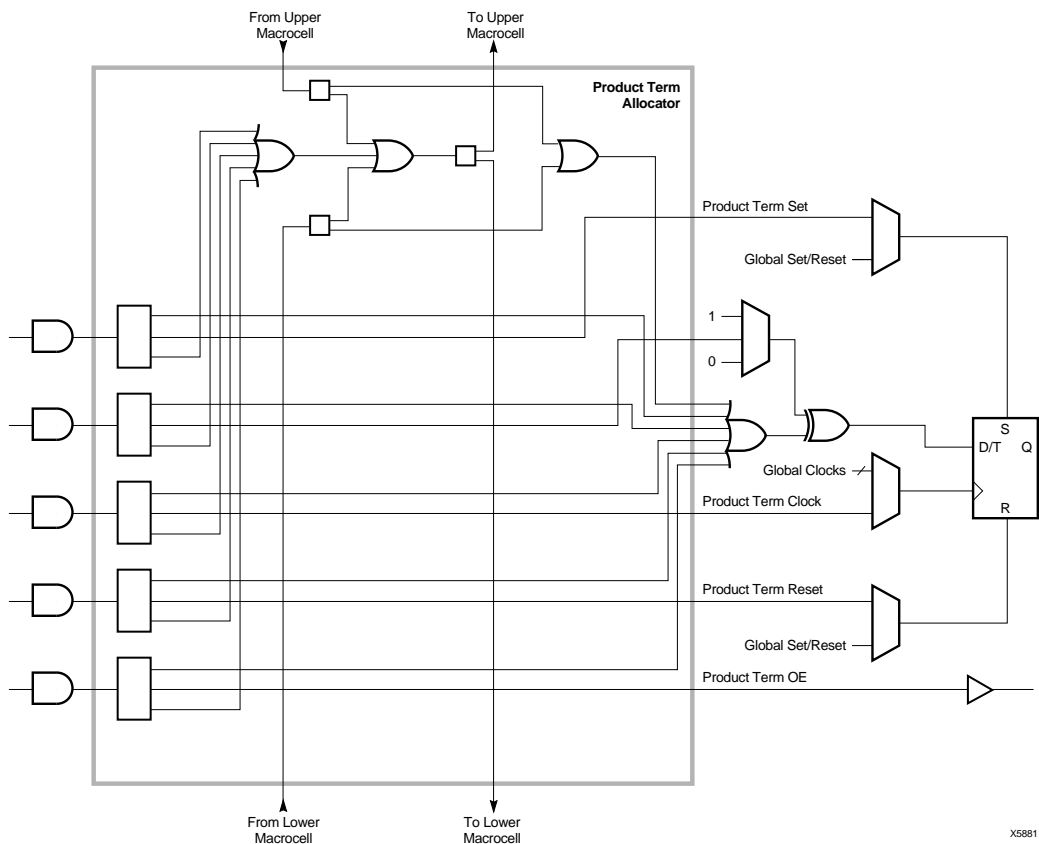 From Upper
Macrocell
To Upper
Macrocell
Product Term
Allocator
Product Term Set
Global Set/Reset
1
0
Global Clocks
Product Term Clock
S
D/T Q
R
Product Term Reset
Global Set/Reset
Product Term OE
From Lower
Macrocell
To Lower
Macrocell
X5881